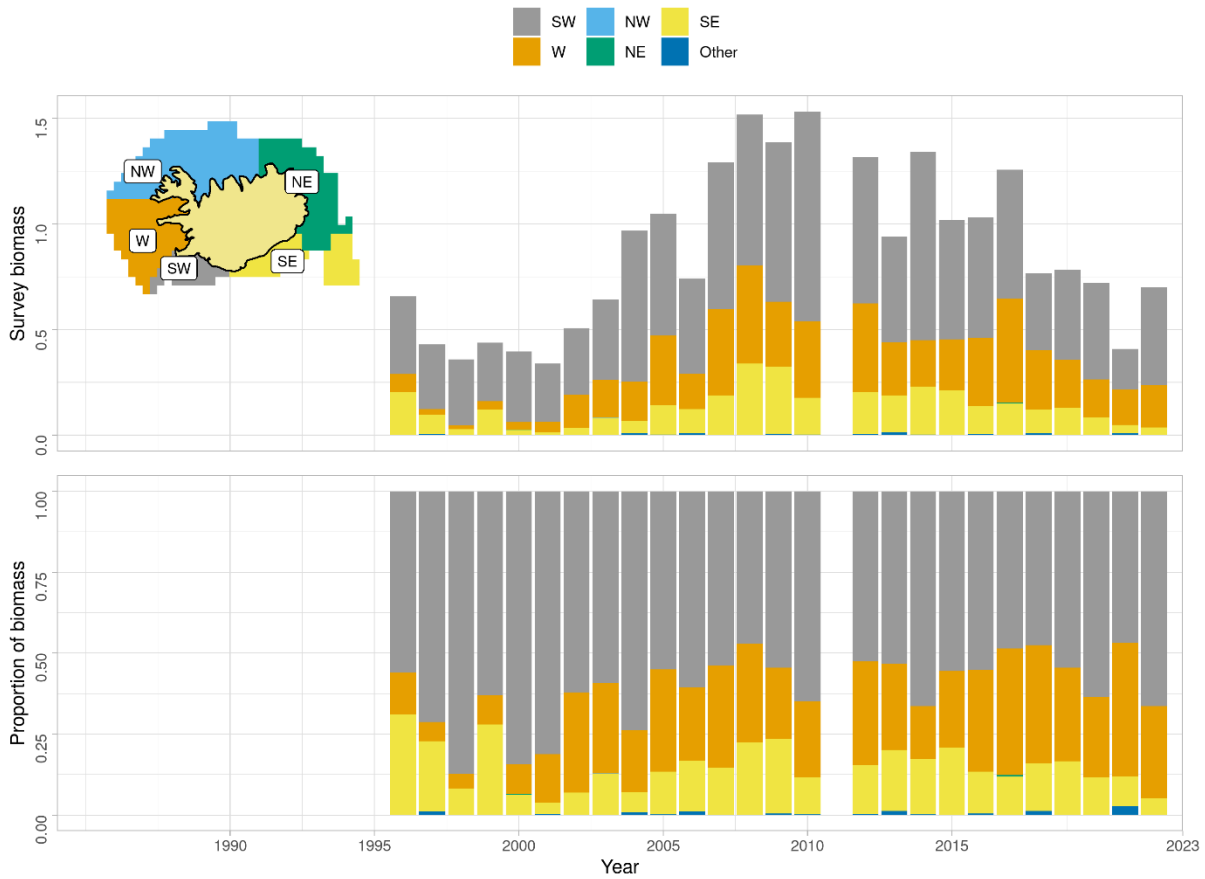 SW NW SE
W NE Other
Survey biomass
1.5
1.0
0.5
0.0
NW
NE
W
SW
SE
Proportion of biomass
1.00
0.75
0.50
0.25
0.00
1990 1995 2000 2005 2010 2015 2023
Year